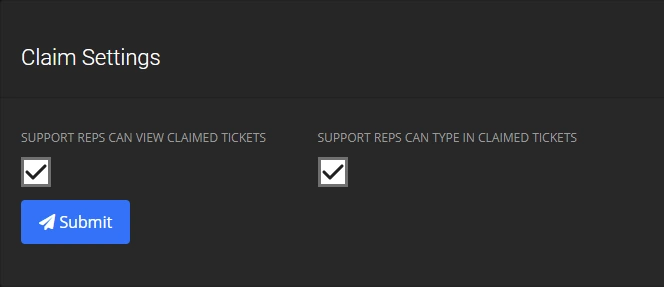 Claim Settings
SUPPORT REPS CAN VIEW CLAIMED TICKETS
SUPPORT REPS CAN TYPE IN CLAIMED TICKETS
Submit